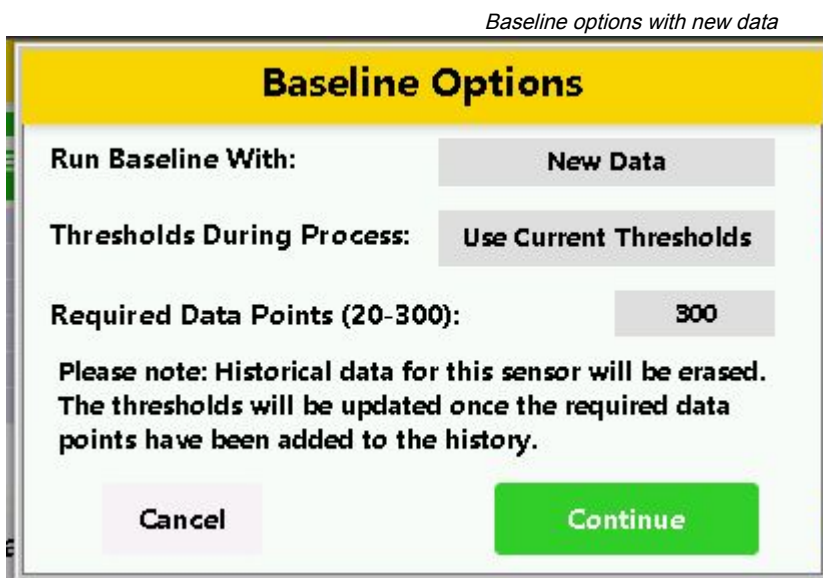 Baseline options with new data
Baseline Options
Run Baseline With:
New Data
Thresholds During Process:
Use Current Thresholds
Required Data Points (20-300):
300
Please note: Historical data for this sensor will be erased.
The thresholds will be updated once the required data
points have been added to the history.
Cancel
Continue